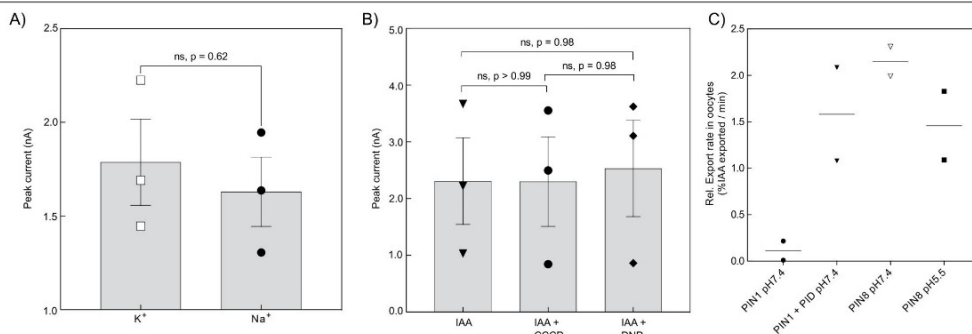 A)
Peak current (nA)
2.5
2.0
1.5
1.0
ns, p = 0.62
K⁺
Na⁺
B)
Peak current (nA)
5.0
4.0
3.0
2.0
1.0
0.0
ns, p = 0.98
ns, p > 0.99
ns, p = 0.98
IAA
IAA +
IAA +
C)
Rel. Export rate in oocytes
(%IAA exported / min)
2.5
2.0
1.5
1.0
0.5
0.0
PIN1 pH7.4
PIN1 + PID pH7.4
PIN8 pH7.4
PIN8 pH5.5